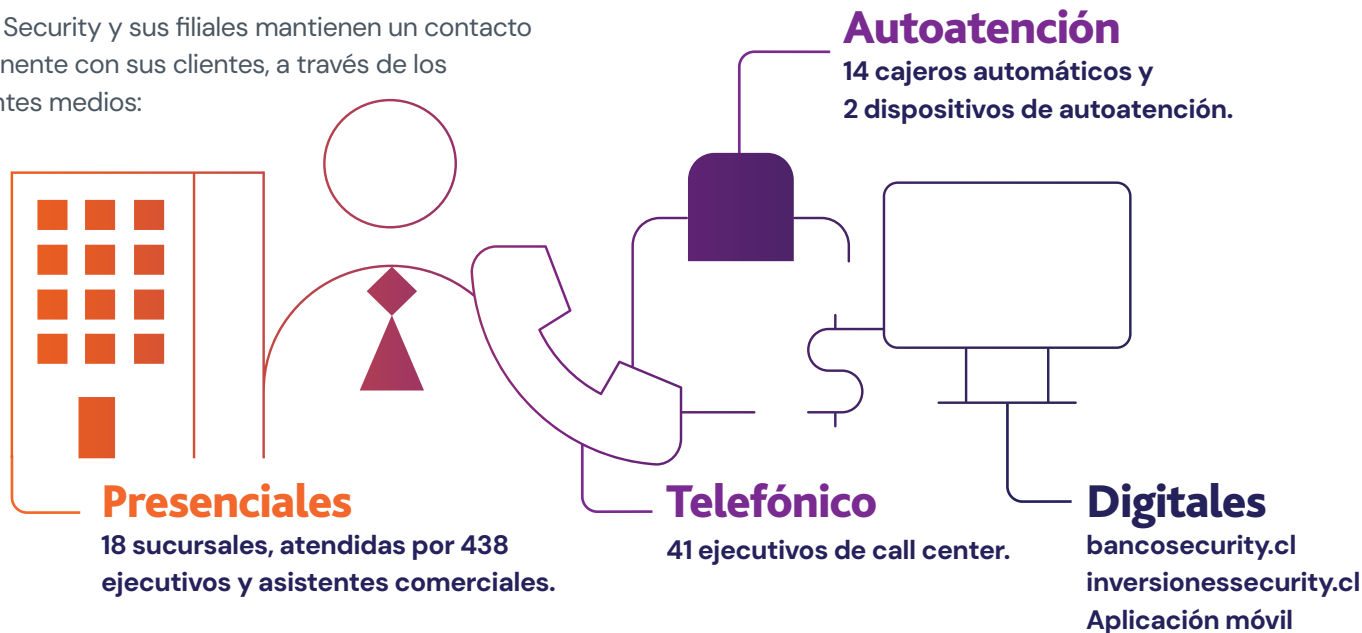 Security y sus filiales mantienen un contacto
nente con sus clientes, a través de los
ntes medios:
Autoatención
14 cajeros automáticos y
2 dispositivos de autoatención.
Presenciales
18 sucursales, atendidas por 438
ejecutivos y asistentes comerciales.
Telefónico
41 ejecutivos de call center.
Digitales
bancosecurity.cl
inversionessecurity.cl
Aplicación móvil